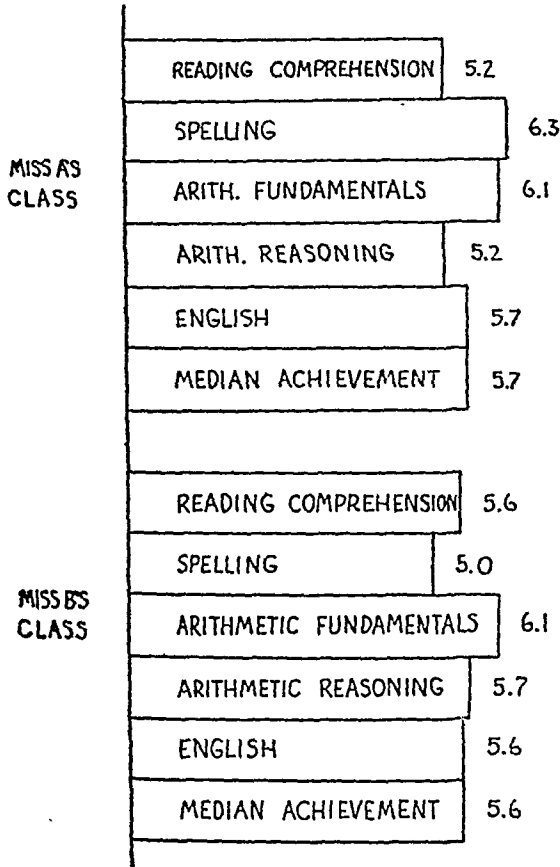 READING COMPREHENSION 5.2
SPELLING 6.3
MISS A'S
CLASS
ARITH. FUNDAMENTALS 6.1
ARITH. REASONING 5.2
ENGLISH 5.7
MEDIAN ACHIEVEMENT 5.7
READING COMPREHENSION 5.6
SPELLING 5.0
MISS B'S
CLASS
ARITHMETIC FUNDAMENTALS 6.1
ARITHMETIC REASONING 5.7
ENGLISH 5.6
MEDIAN ACHIEVEMENT 5.6